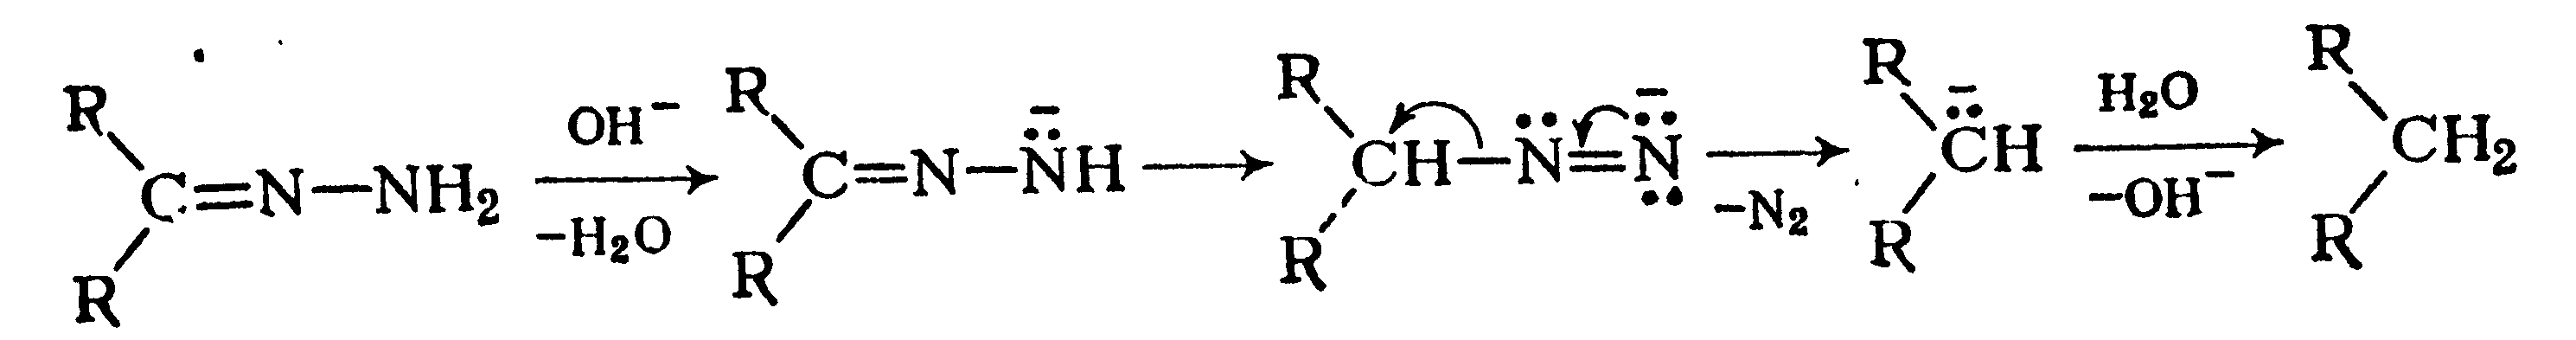 R R C=N—NH₂ OH⁻ −H₂O R R C=N—N̄̈H R R CH—N̈=N̤̈⁻ −N₂ R R C̄̈H H₂O −OH⁻ R R CH₂